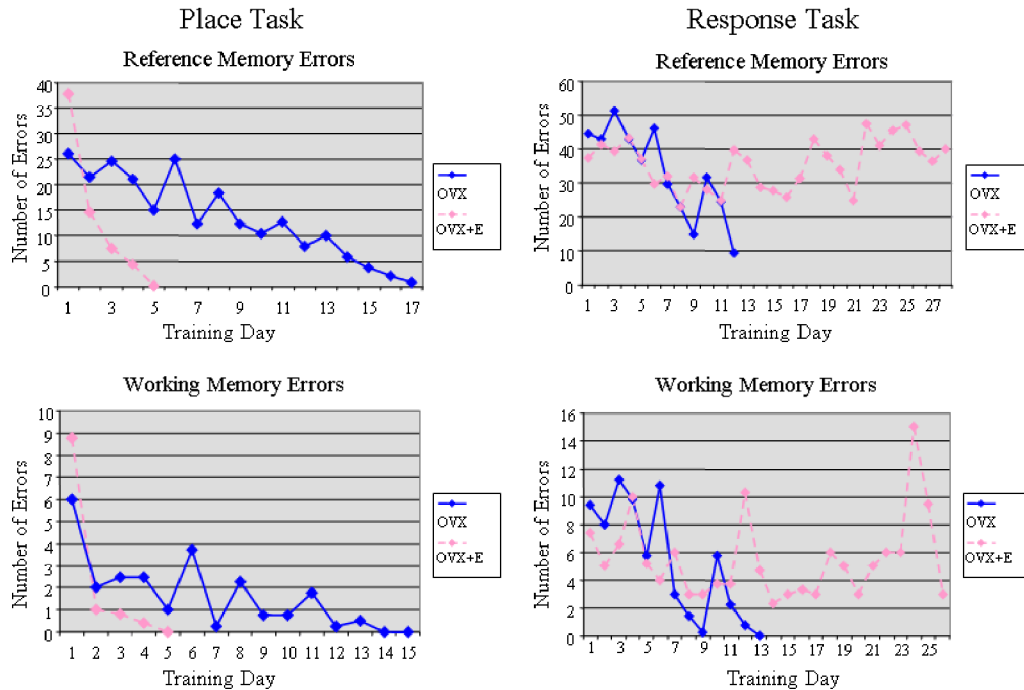 Place Task
Reference Memory Errors
Number of Errors
40
35
30
25
20
15
10
5
0
1 3 5 7 9 11 13 15 17
Training Day
OVX
OVX+E
Working Memory Errors
Number of Errors
10
9
8
7
6
5
4
3
2
1
0
1 2 3 4 5 6 7 8 9 10 11 12 13 14 15
Training Day
OVX
OVX+E
Response Task
Reference Memory Errors
Number of Errors
60
50
40
30
20
10
0
1 3 5 7 9 11 13 15 17 19 21 23 25 27
Training Day
OVX
OVX+E
Working Memory Errors
Number of Errors
16
14
12
10
8
6
4
2
0
1 3 5 7 9 11 13 15 17 19 21 23 25
Training Day
OVX
OVX+E